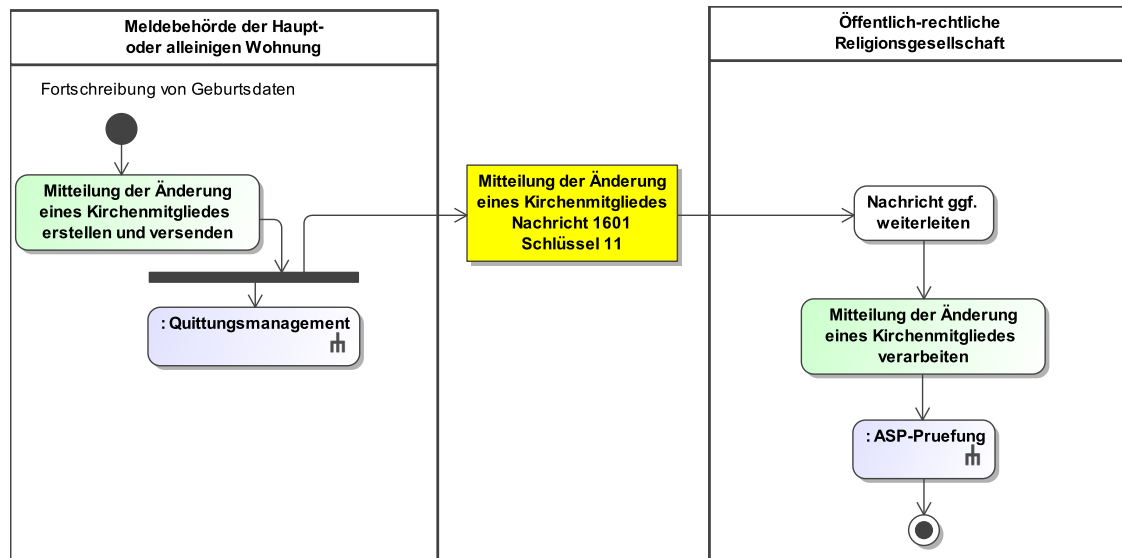 Meldebehörde der Haupt-
oder alleinigen Wohnung
Fortschreibung von Geburtsdaten
Mitteilung der Änderung
eines Kirchenmitgliedes
erstellen und versenden
: Quittungsmanagement
Mitteilung der Änderung
eines Kirchenmitgliedes
Nachricht 1601
Schlüssel 11
Öffentlich-rechtliche
Religionsgesellschaft
Nachricht ggf.
weiterleiten
Mitteilung der Änderung
eines Kirchenmitgliedes
verarbeiten
: ASP-Pruefung